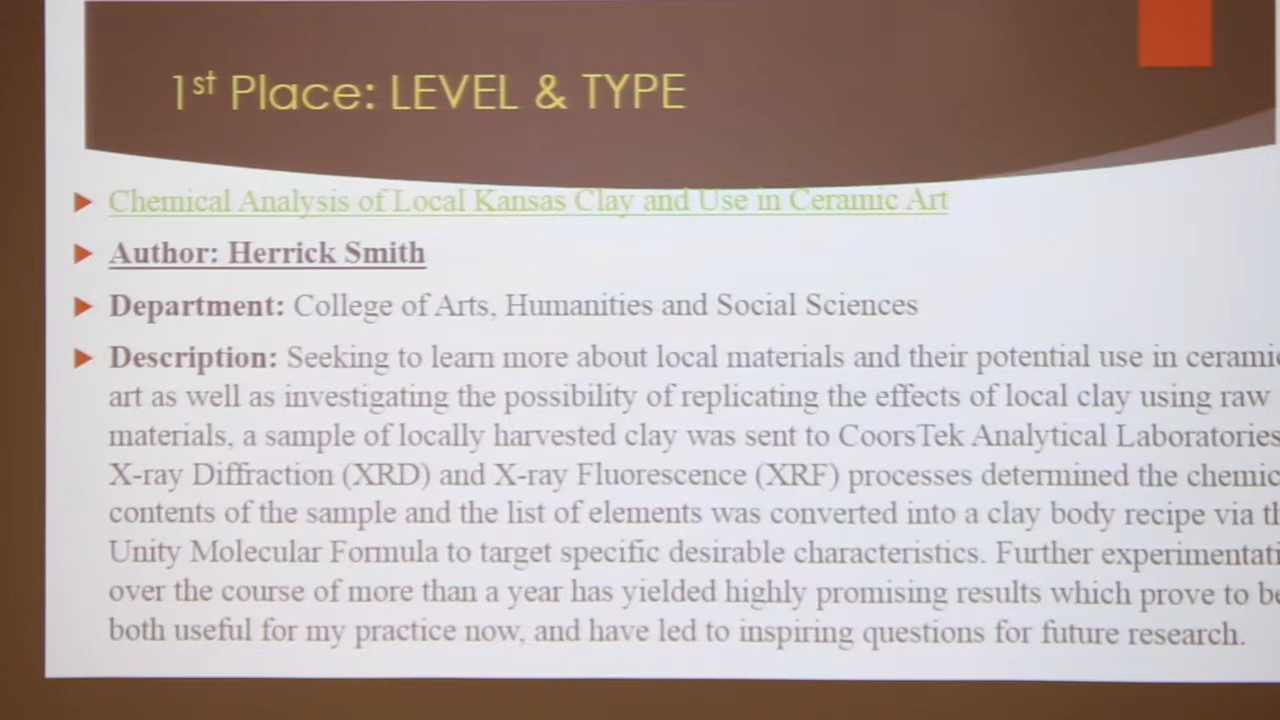 1st Place: LEVEL & TYPE
Chemical Analysis of Local Kansas Clay and Use in Ceramic Art
Author: Herrick Smith
Department: College of Arts, Humanities and Social Sciences
Description: Seeking to learn more about local materials and their potential use in
art as well as investigating the possibility of replicating the effects of local clay using raw
materials, a sample of locally harvested clay was sent to CoorsTek Analytical Laboratories
X-ray Diffraction (XRD) and X-ray Fluorescence (XRF) processes determined the
contents of the sample and the list of elements was converted into a clay body recipe via
Unity Molecular Formula to target specific desirable characteristics. Further
over the course of more than a year has yielded highly promising results which prove to
both useful for my practice now, and have led to inspiring questions for future research.